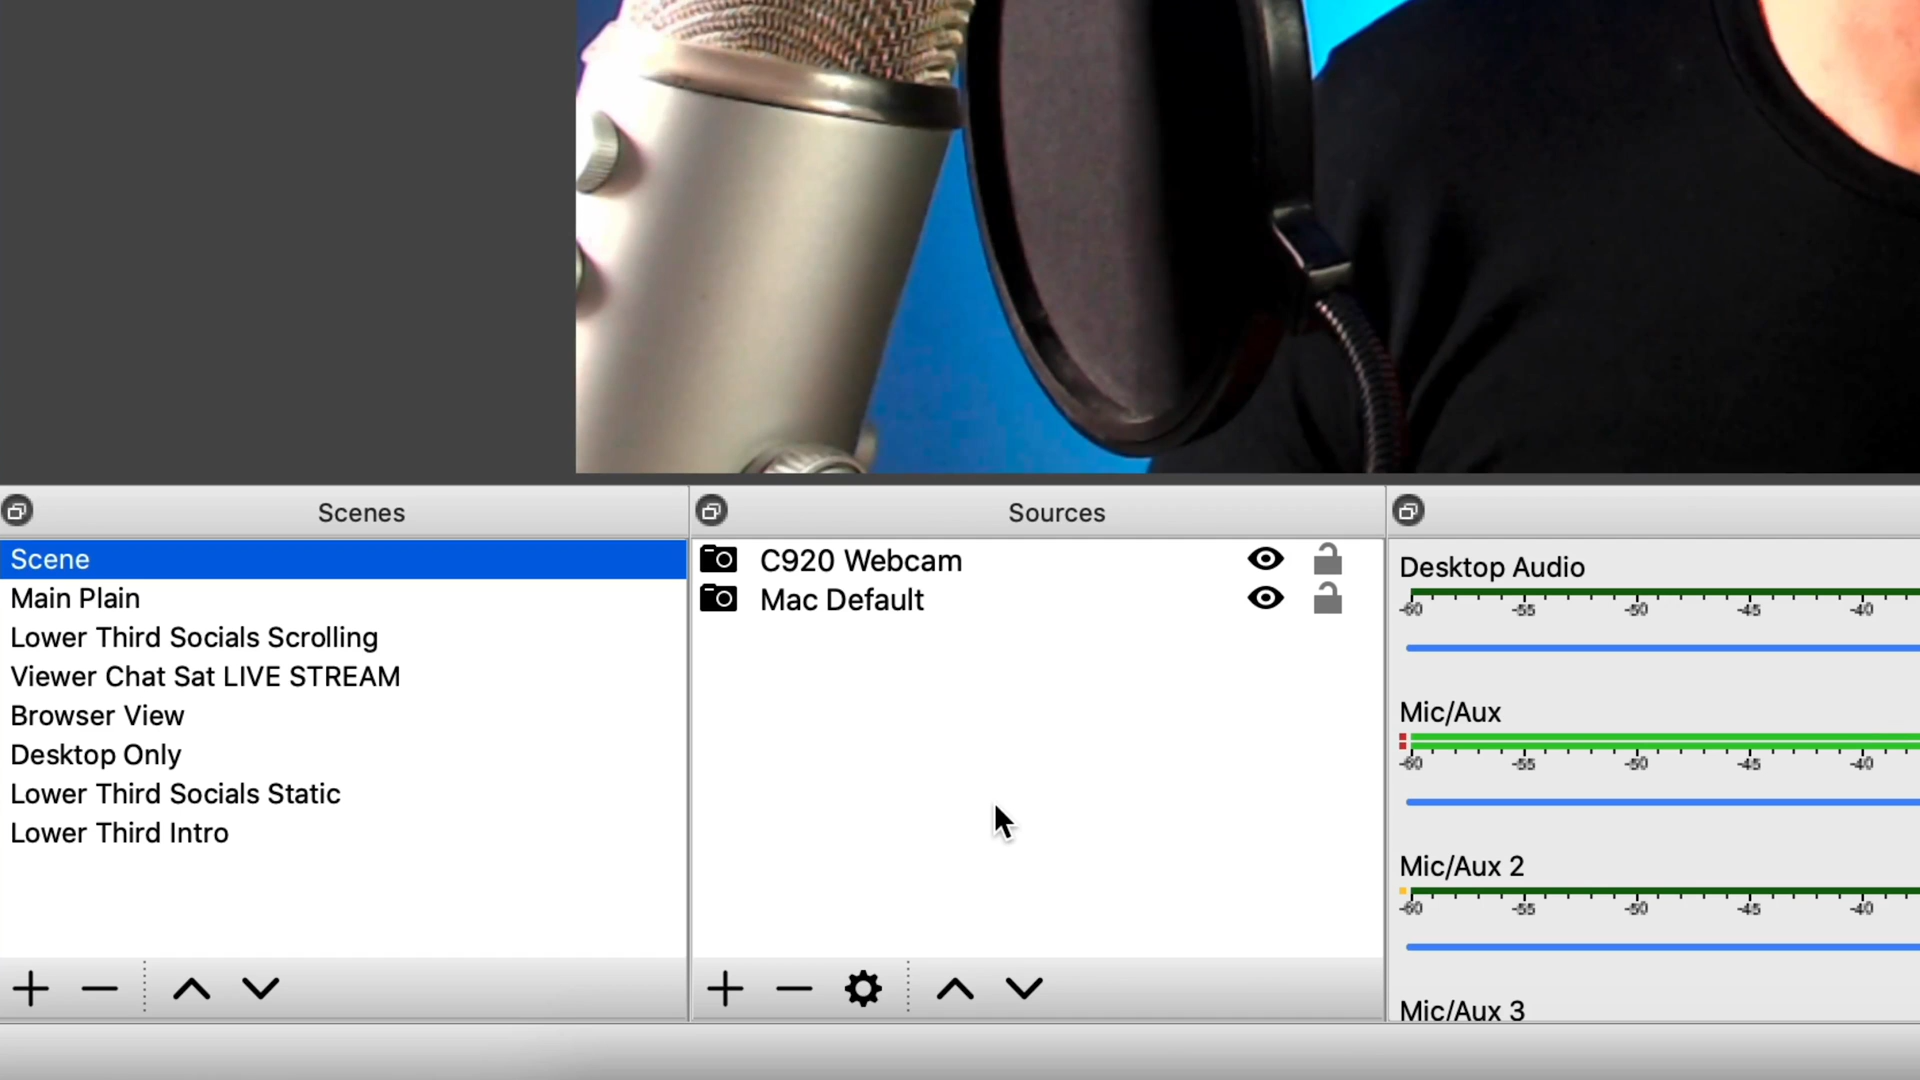 Scenes
Scene
Main Plain
Lower Third Socials Scrolling
Viewer Chat Sat LIVE STREAM
Browser View
Desktop Only
Lower Third Socials Static
Lower Third Intro
Sources
C920 Webcam
Mac Default
Desktop Audio
-60 -55 -50 -45 -40
Mic/Aux
-60 -55 -50 -45 -40
Mic/Aux 2
-60 -55 -50 -45 -40
Mic/Aux 3